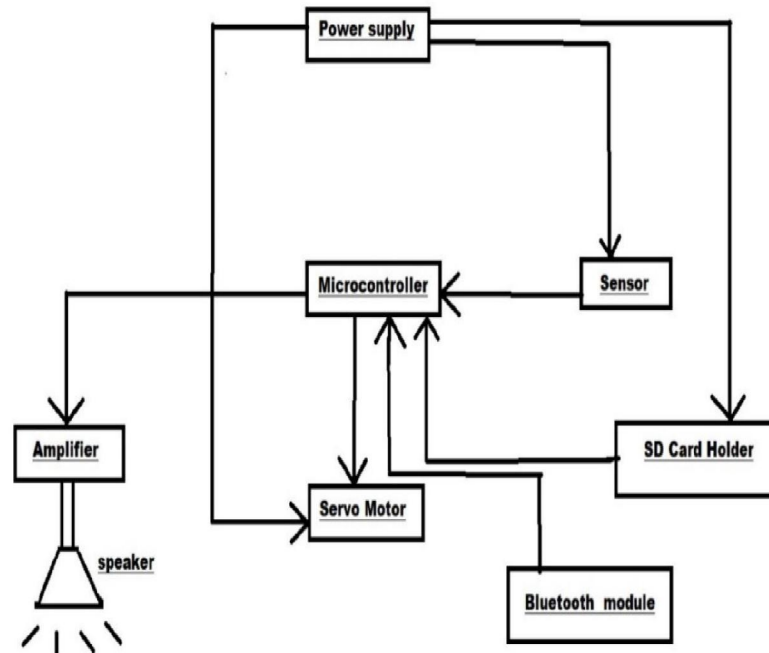 Power supply
Microcontroller
Sensor
Amplifier
SD Card Holder
Servo Motor
speaker
Bluetooth module